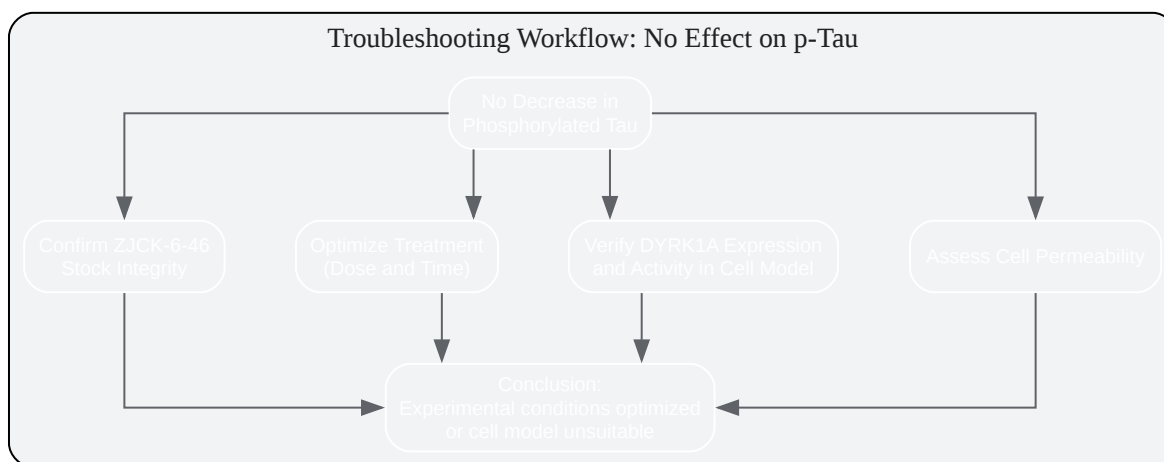 Troubleshooting Workflow: No Effect on p-Tau
No Decrease in
Phosphorylated Tau
Confirm ZJCK-6-46
Stock Integrity
Optimize Treatment
(Dose and Time)
Verify DYRK1A Expression
and Activity in Cell Model
Assess Cell Permeability
Conclusion:
Experimental conditions optimized
or cell model unsuitable